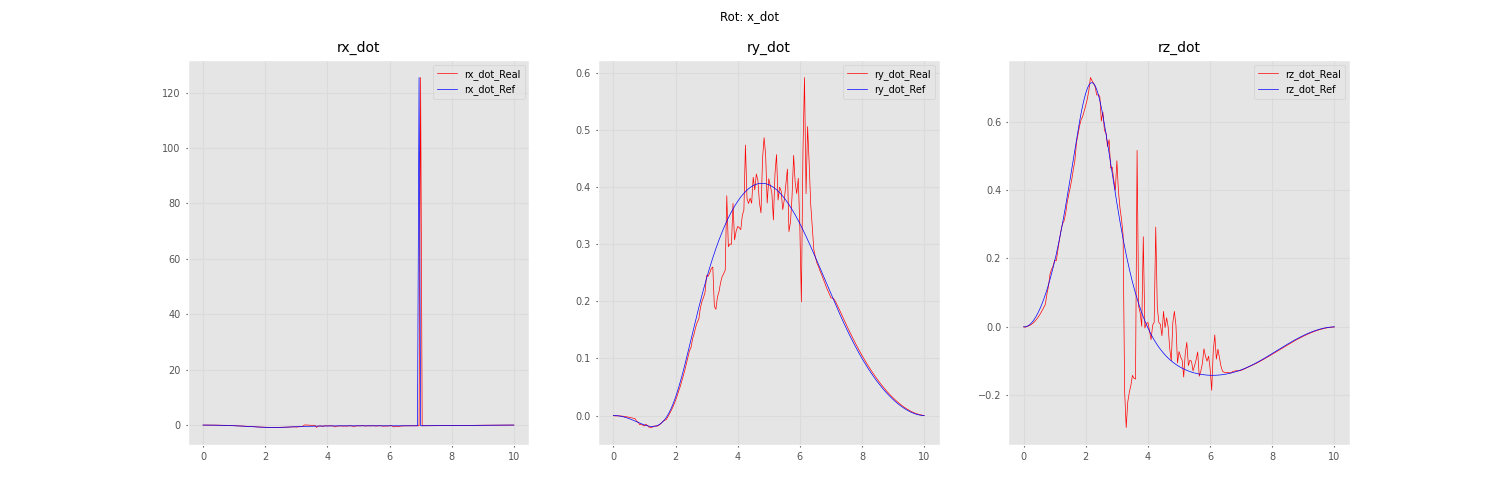 Rot: x_dot
rx_dot
rx_dot_Real
rx_dot_Ref
120
100
80
60
40
20
0
0 2 4 6 8 10
ry_dot
ry_dot_Real
ry_dot_Ref
0.6
0.5
0.4
0.3
0.2
0.1
0.0
0 2 4 6 8 10
rz_dot
rz_dot_Real
rz_dot_Ref
0.6
0.4
0.2
0.0
−0.2
0 2 4 6 8 10